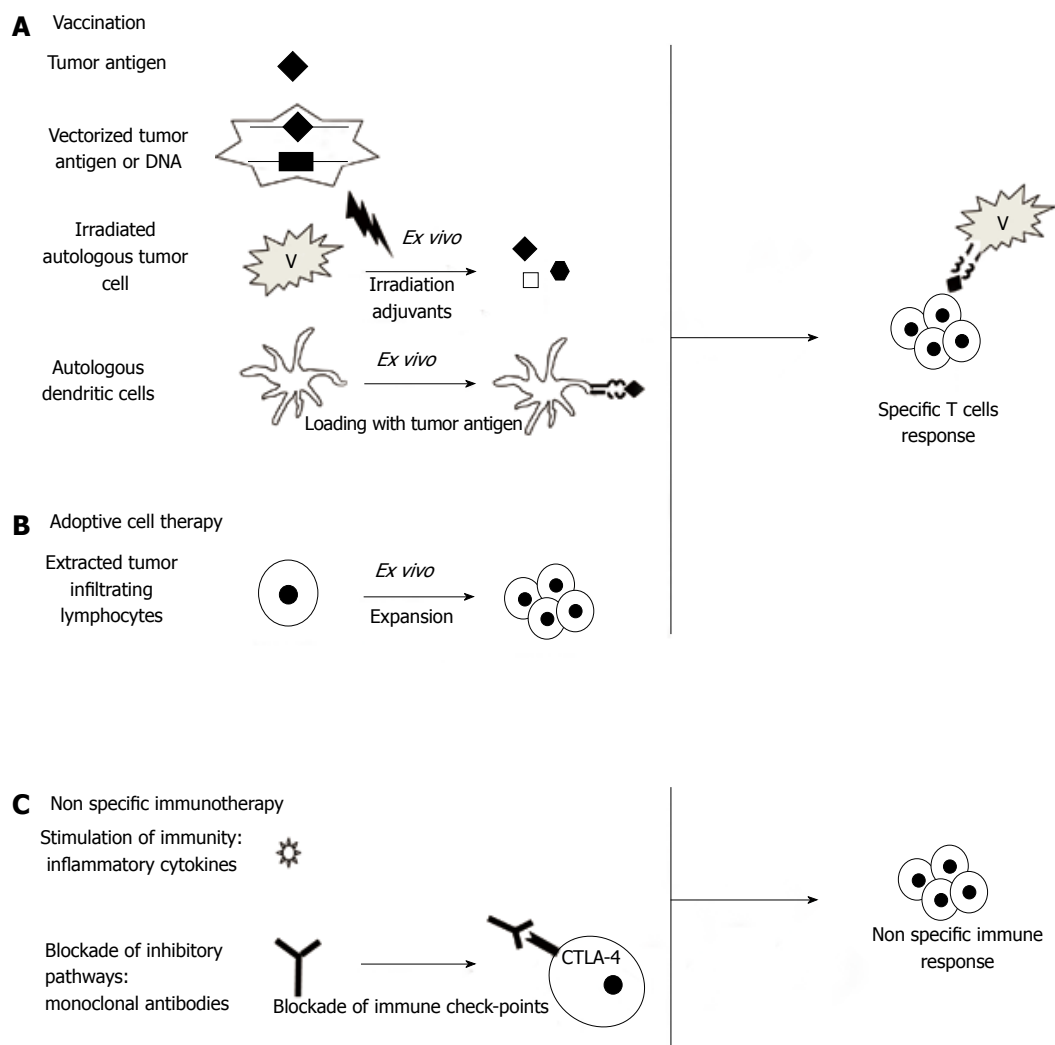 A Vaccination
Tumor antigen
Vectorized tumor
antigen or DNA
Irradiated
autologous tumor
cell
V
Ex vivo
Irradiation
adjuvants
Autologous
dendritic cells
Ex vivo
Loading with tumor antigen
V
Specific T cells
response
B Adoptive cell therapy
Extracted tumor
infiltrating
lymphocytes
Ex vivo
Expansion
C Non specific immunotherapy
Stimulation of immunity:
inflammatory cytokines
Blockade of inhibitory
pathways:
monoclonal antibodies
Blockade of immune check-points
CTLA-4
Non specific immune
response